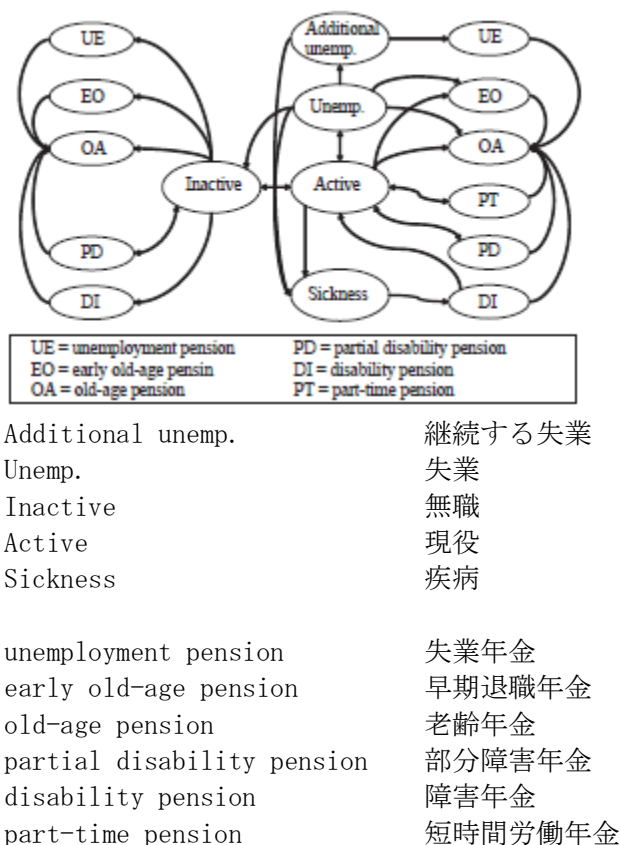 Additional
unemp.
UE
UE
EO
Unemp.
EO
OA
OA
Inactive
Active
PT
PD
PD
Sickness
DI
DI
UE = unemployment pension
PD = partial disability pension
EO = early old-age pensin
DI = disability pension
OA = old-age pension
PT = part-time pension
Additional unemp. 継続する失業
Unemp. 失業
Inactive 無職
Active 現役
Sickness 疾病
unemployment pension 失業年金
early old-age pension 早期退職年金
old-age pension 老齢年金
partial disability pension 部分障害年金
disability pension 障害年金
part-time pension 短時間労働年金